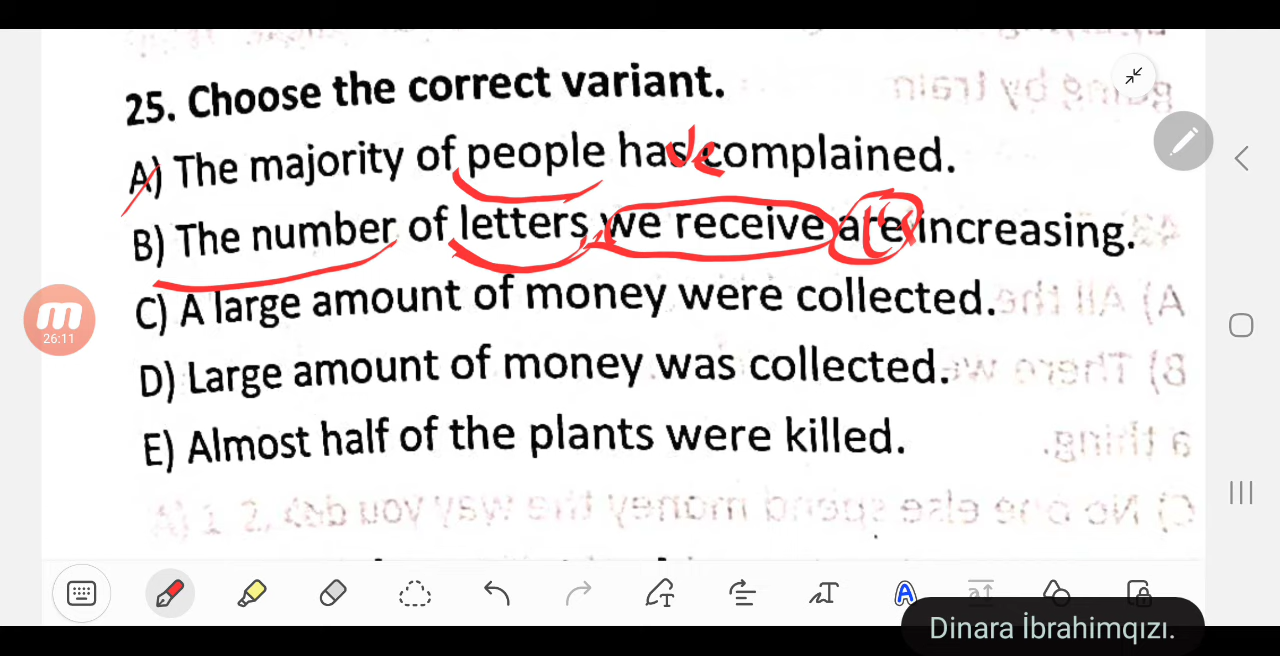 25. Choose the correct variant.
A) The majority of people has complained.
B) The number of letters we receive are increasing.
C) A large amount of money were collected.
D) Large amount of money was collected.
E) Almost half of the plants were killed.
26:11
Dinara İbrahimqızı.